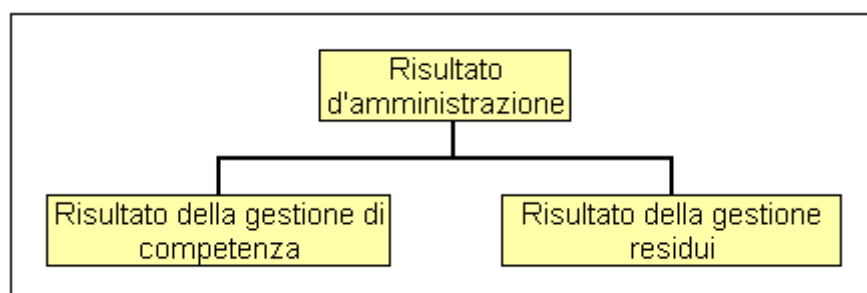 Risultato
d'amministrazione
Risultato della gestione di
competenza
Risultato della gestione
residui